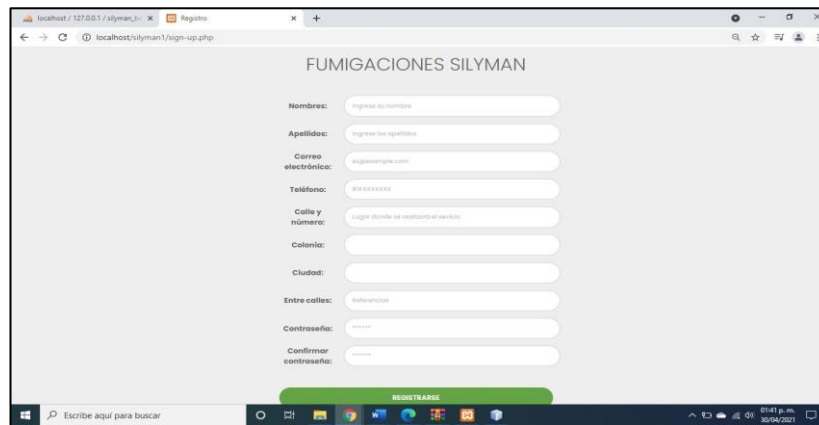 localhost / 127.0.0.1 / silyman_b
Registro
localhost/silyman1/sign-up.php
FUMIGACIONES SILYMAN
Nombres: Ingrese su nombre
Apellidos: Ingrese los apellidos
Correo electrónico:
Teléfono:
Calle y número: Lugar donde se realizará el
Colonia:
Ciudad:
Entre calles: Referencias
Contraseña: ******
Confirmar contraseña: ******
REGISTRARSE
Escribe aquí para buscar
01:41 p. m.
30/04/2021